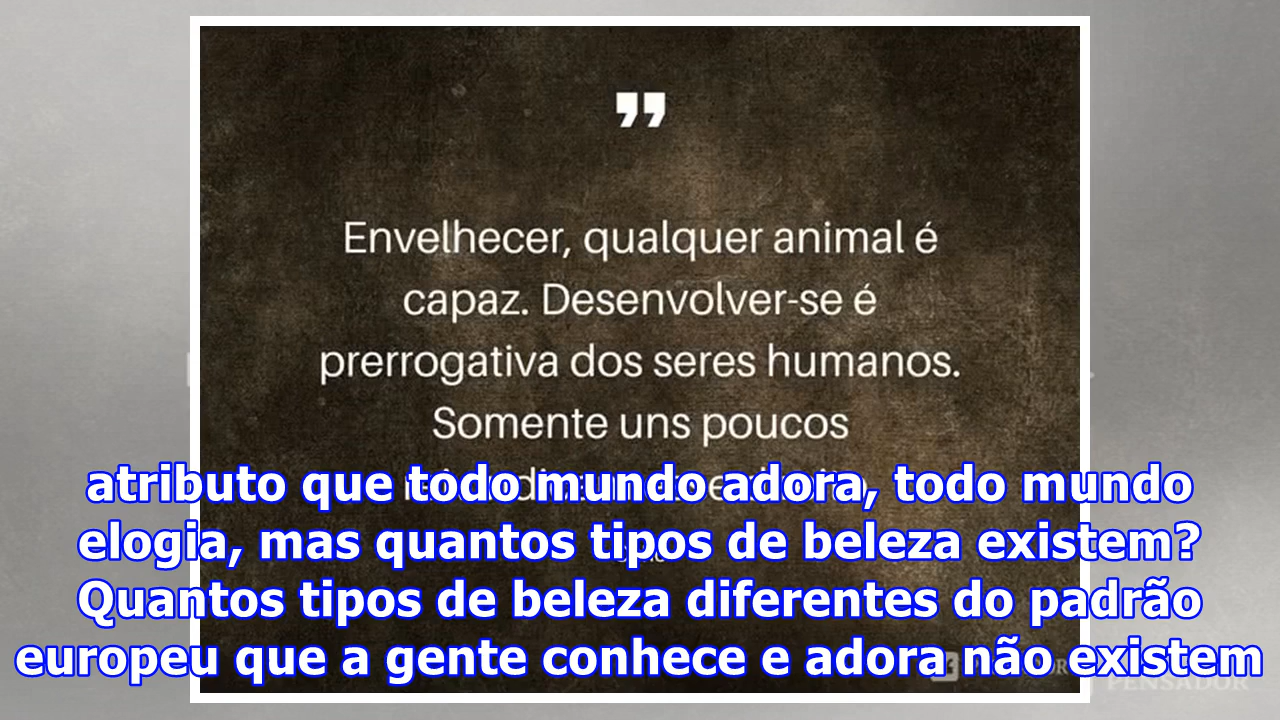 ”
Envelhecer, qualquer animal é
capaz. Desenvolver-se é
prerrogativa dos seres humanos.
Somente uns poucos
atributo que todo mundo adora, todo mundo
elogia, mas quantos tipos de beleza existem?
Quantos tipos de beleza diferentes do padrão
europeu que a gente conhece e adora não existem
PENSADOR